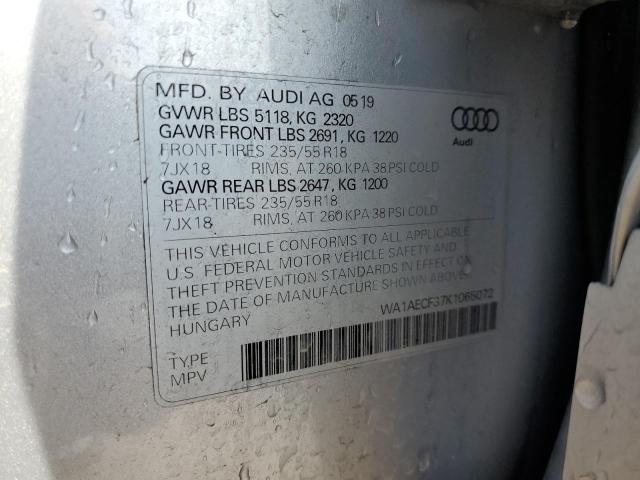 MFD. BY AUDI AG 05 19
GVWR LBS 5118, KG 2320
GAWR FRONT LBS 2691, KG 1220
FRONT-TIRES 235/55 R18
7JX18 RIMS, AT 260 KPA 38 PSI COLD
GAWR REAR LBS 2647, KG 1200
REAR-TIRES 235/55 R18
7JX18 RIMS, AT 260 KPA 38 PSI COLD
Audi
THIS VEHICLE CONFORMS TO ALL APPLICABLE
U.S. FEDERAL MOTOR VEHICLE SAFETY AND
THEFT PREVENTION STANDARDS IN EFFECT ON
THE DATE OF MANUFACTURE SHOWN ABOVE.
HUNGARY
WA1AECF37K1065072
TYPE
MPV